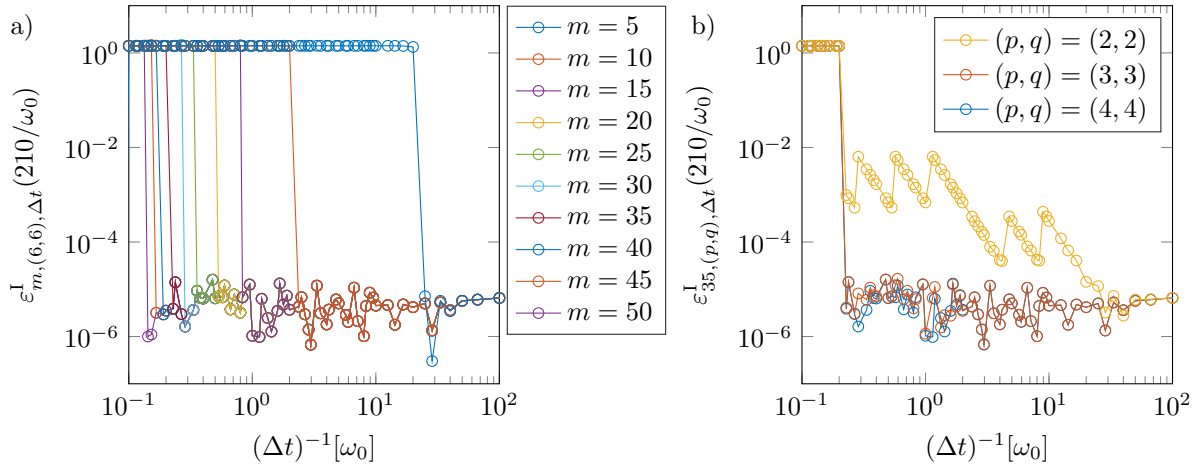 a)
10^0
10^{-2}
10^{-4}
10^{-6}
ε^I_{m,(6,6),Δt}(210/ω_0)
10^{-1} 10^0 10^1 10^2
(Δt)^{-1}[ω_0]
m = 5
m = 10
m = 15
m = 20
m = 25
m = 30
m = 35
m = 40
m = 45
m = 50
b)
10^0
10^{-2}
10^{-4}
10^{-6}
ε^I_{35,(p,q),Δt}(210/ω_0)
10^{-1} 10^0 10^1 10^2
(Δt)^{-1}[ω_0]
(p, q) = (2, 2)
(p, q) = (3, 3)
(p, q) = (4, 4)